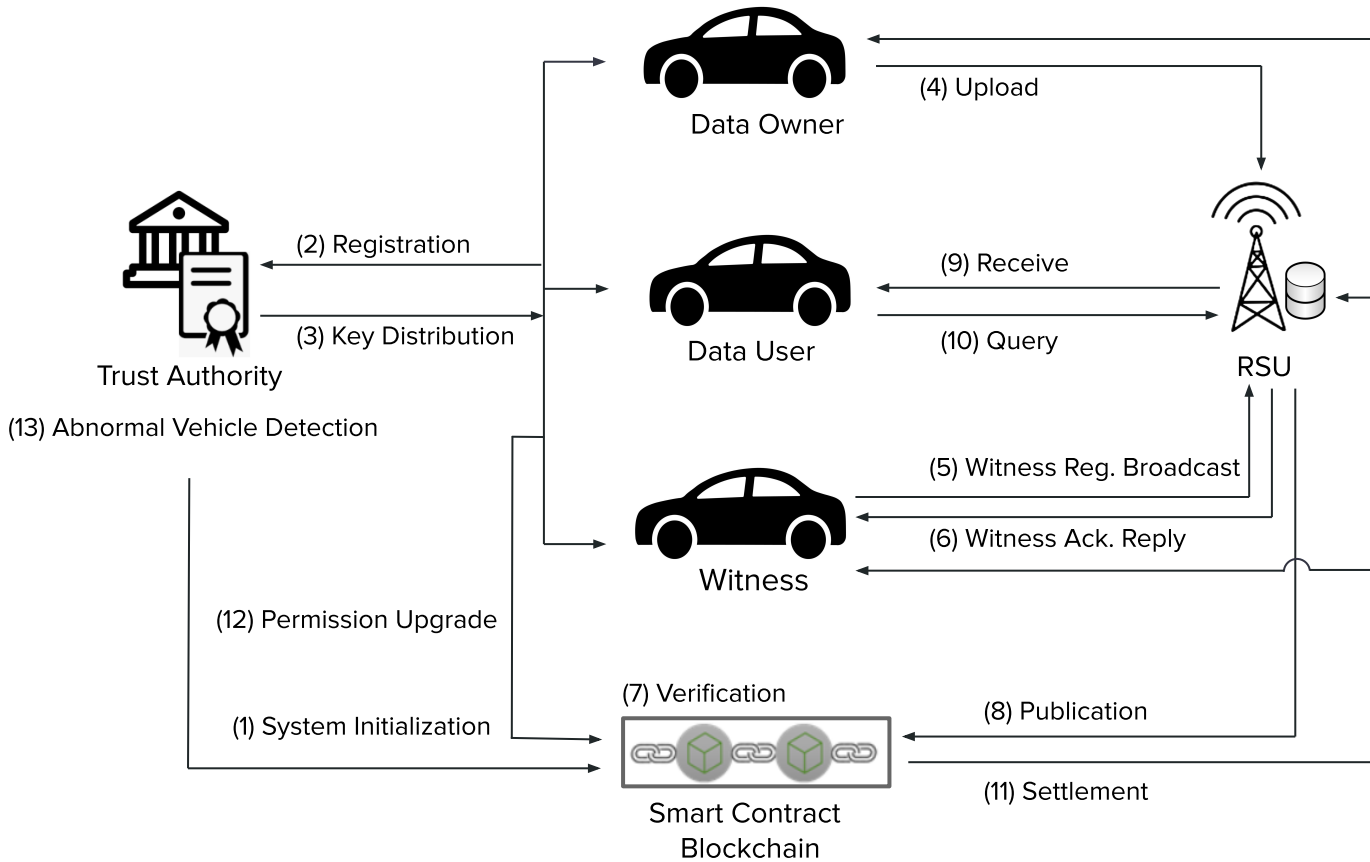 (4) Upload
Data Owner
(2) Registration
(9) Receive
(3) Key Distribution
(10) Query
Data User
RSU
Trust Authority
(13) Abnormal Vehicle Detection
(5) Witness Reg. Broadcast
(6) Witness Ack. Reply
Witness
(12) Permission Upgrade
(7) Verification
(1) System Initialization
(8) Publication
(11) Settlement
Smart Contract
Blockchain